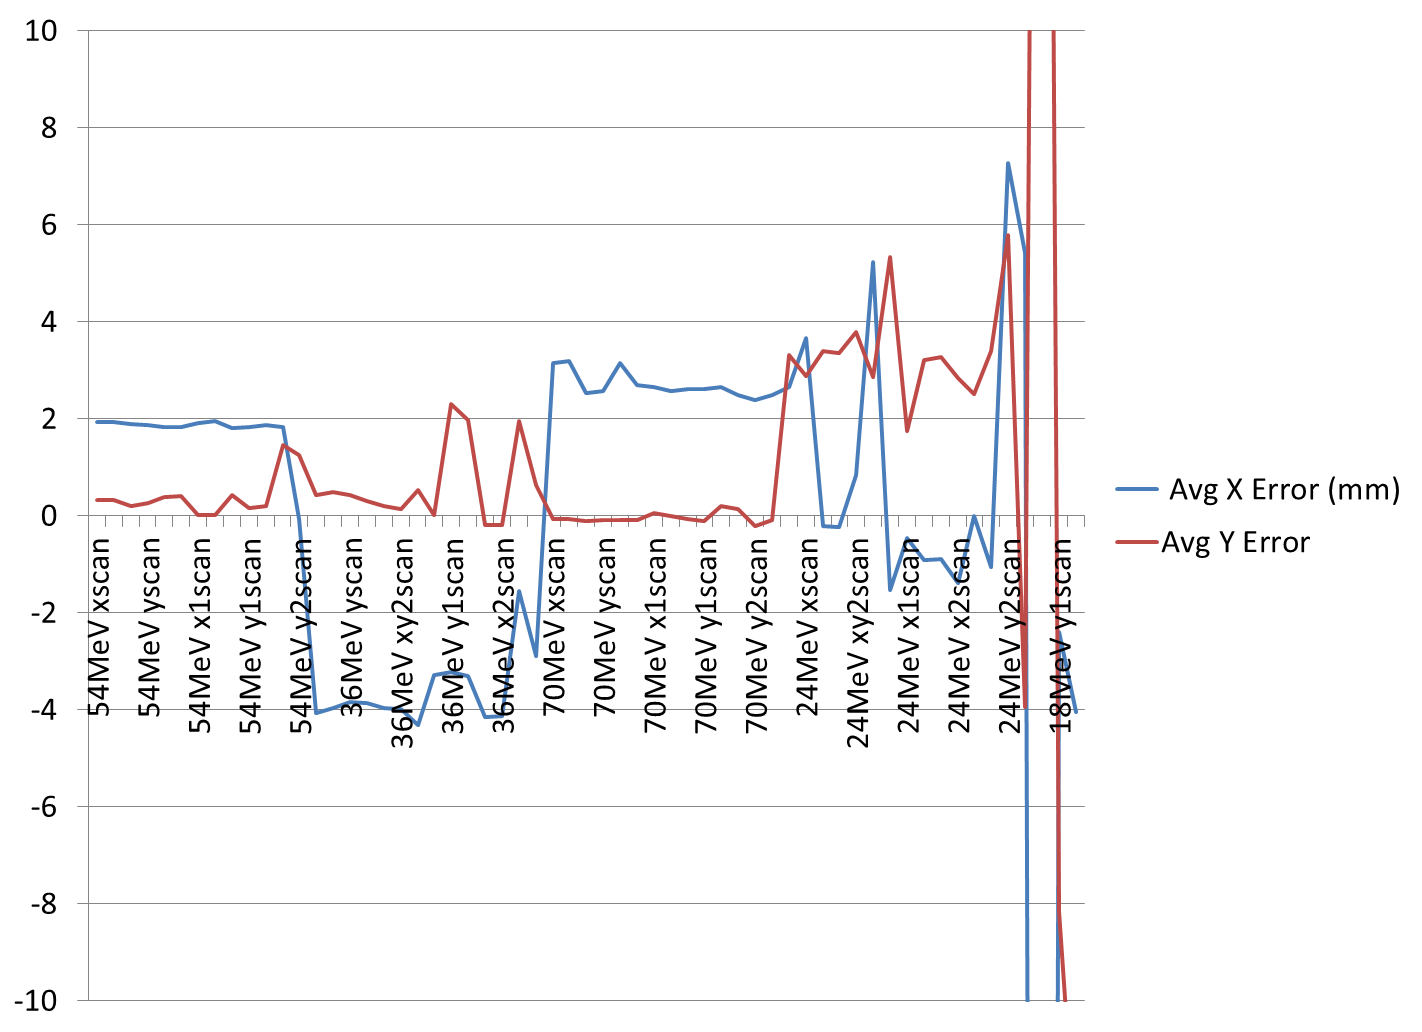 10
8
6
4
2
0
-2
-4
-6
-8
-10
54MeV xscan
54MeV yscan
54MeV x1scan
54MeV y1scan
54MeV y2scan
36MeV yscan
36MeV xy2scan
36MeV y1scan
36MeV x2scan
70MeV xscan
70MeV yscan
70MeV x1scan
70MeV y1scan
70MeV y2scan
24MeV xscan
24MeV xy2scan
24MeV x1scan
24MeV x2scan
24MeV y2scan
18MeV y1scan
Avg X Error (mm)
Avg Y Error